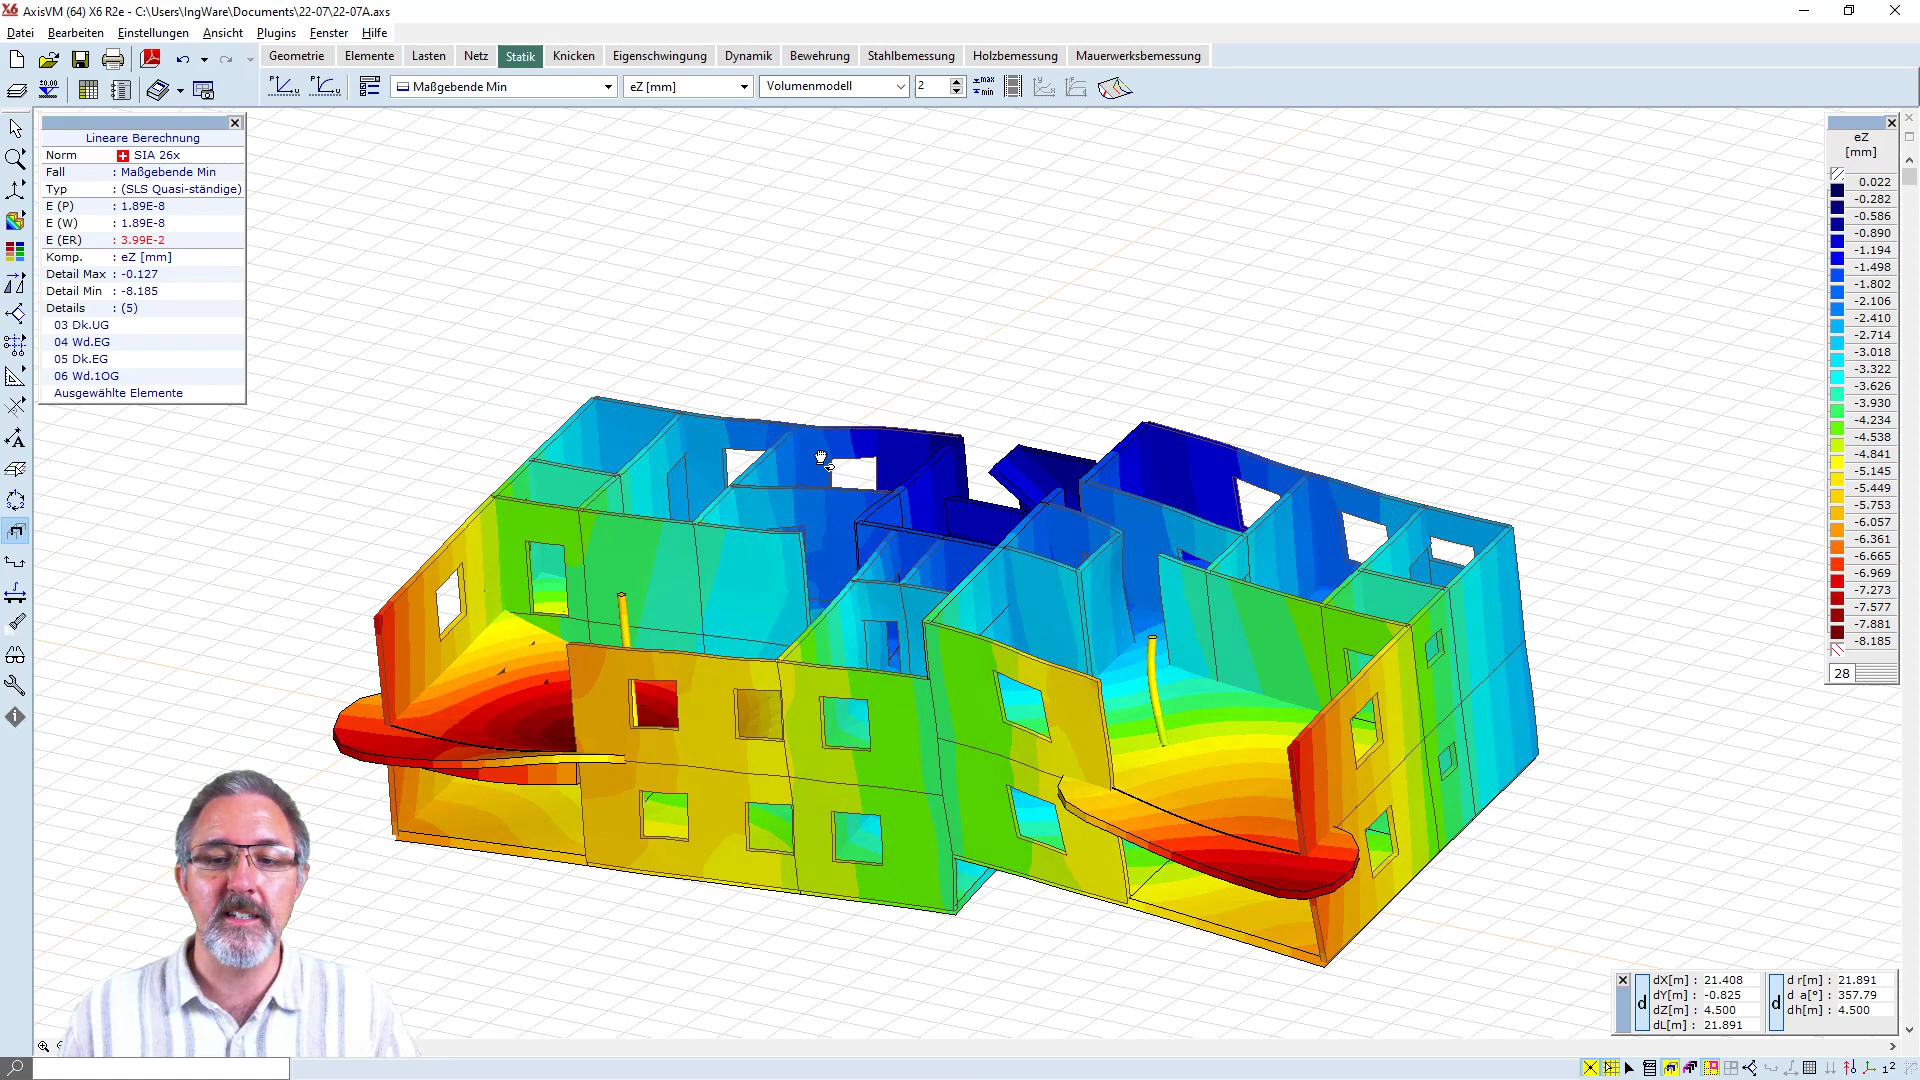 AxisVM (64) X6 R2e - C:\Users\IngWare\Documents\22-07\22-07A.axs
Datei Bearbeiten Einstellungen Ansicht Plugins Fenster Hilfe
Geometrie Elemente Lasten Netz Statik Knicken Eigenschwingung Dynamik Bewehrung Stahlbemessung Holzbemessung Mauerwerksbemessung
Maßgebende Min eZ [mm] Volumenmodell 2
Lineare Berechnung
Norm SIA 26x
Fall : Maßgebende Min
Typ : (SLS Quasi-ständige)
E (P) : 1.89E-8
E (W) : 1.89E-8
E (ER) : 3.99E-2
Komp. : eZ [mm]
Detail Max : -0.127
Detail Min : -8.185
Details : (5)
03 Dk.UG
04 Wd.EG
05 Dk.EG
06 Wd.1OG
Ausgewählte Elemente
eZ
[mm]
0.022
-0.282
-0.586
-0.890
-1.194
-1.498
-1.802
-2.106
-2.410
-2.714
-3.018
-3.322
-3.626
-3.930
-4.234
-4.538
-4.841
-5.145
-5.449
-5.753
-6.057
-6.361
-6.665
-6.969
-7.273
-7.577
-7.881
-8.185
28
dX[m] : 21.408
dY[m] : -0.825
dZ[m] : 4.500
dL[m] : 21.891
d r[m] : 21.891
d a[°] : 357.79
dh[m] : 4.500